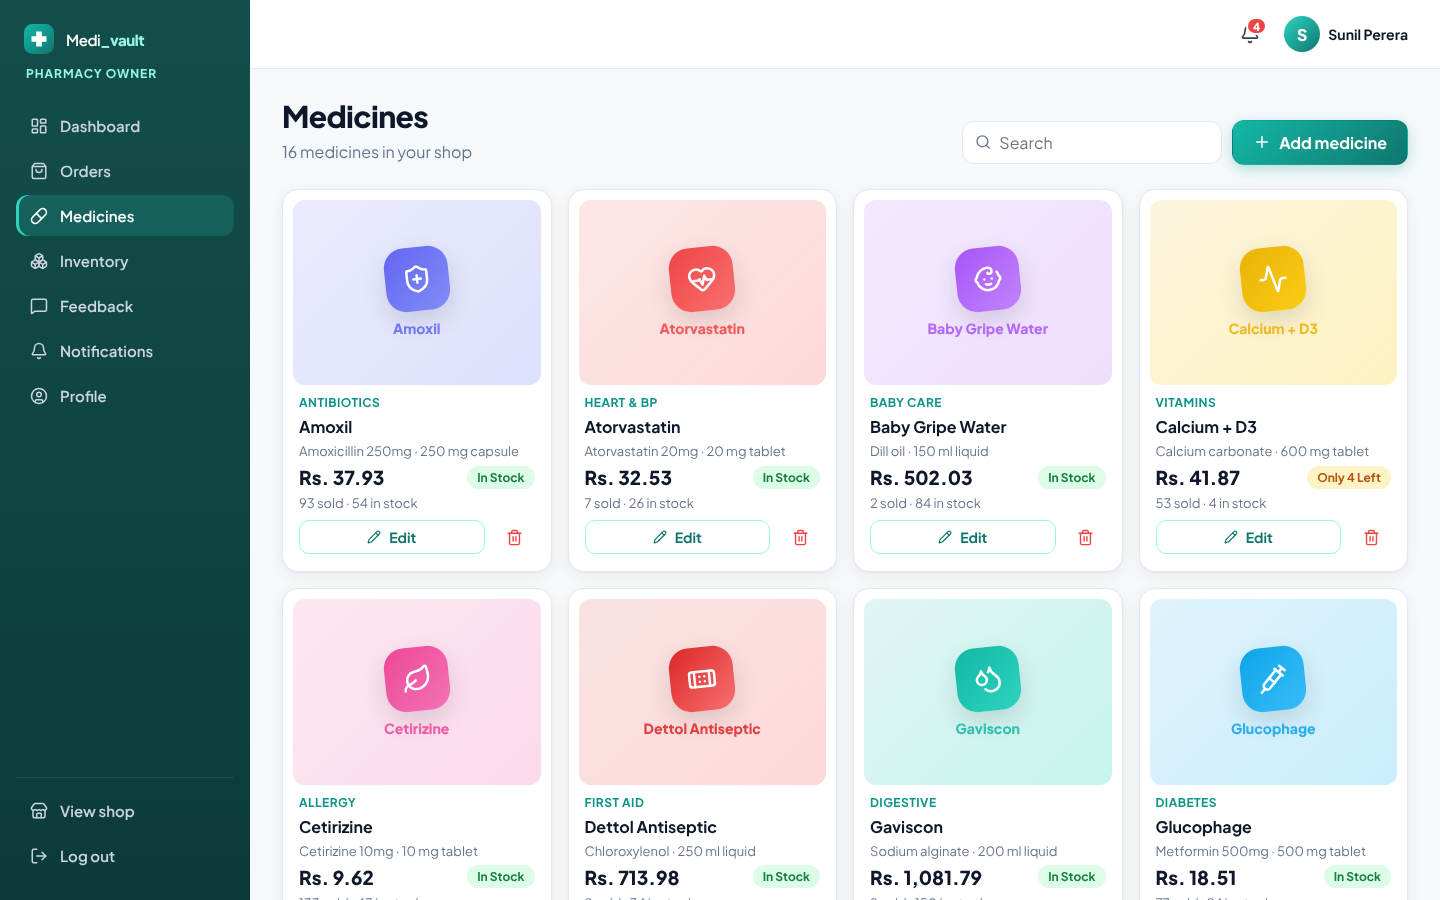 Medi_vault
PHARMACY OWNER
Dashboard
Orders
Medicines
Inventory
Feedback
Notifications
Profile
View shop
Log out
4
S
Sunil Perera
Medicines
16 medicines in your shop
Search
Add medicine
Amoxil
ANTIBIOTICS
Amoxil
Amoxicillin 250mg · 250 mg capsule
Rs. 37.93
In Stock
93 sold · 54 in stock
Edit
Atorvastatin
HEART & BP
Atorvastatin
Atorvastatin 20mg · 20 mg tablet
Rs. 32.53
In Stock
7 sold · 26 in stock
Edit
Baby Gripe Water
BABY CARE
Baby Gripe Water
Dill oil · 150 ml liquid
Rs. 502.03
In Stock
2 sold · 84 in stock
Edit
Calcium + D3
VITAMINS
Calcium + D3
Calcium carbonate · 600 mg tablet
Rs. 41.87
Only 4 Left
53 sold · 4 in stock
Edit
Cetirizine
ALLERGY
Cetirizine
Cetirizine 10mg · 10 mg tablet
Rs. 9.62
In Stock
Dettol Antiseptic
FIRST AID
Dettol Antiseptic
Chloroxylenol · 250 ml liquid
Rs. 713.98
In Stock
Gaviscon
DIGESTIVE
Gaviscon
Sodium alginate · 200 ml liquid
Rs. 1,081.79
In Stock
Glucophage
DIABETES
Glucophage
Metformin 500mg · 500 mg tablet
Rs. 18.51
In Stock